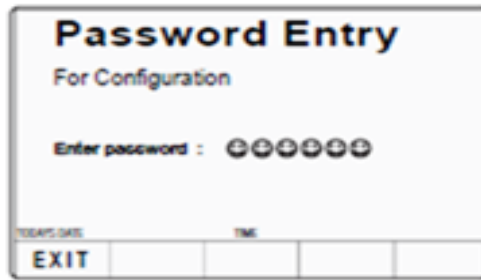 Password Entry
For Configuration
Enter password :
TODAYS DATE TIME
EXIT